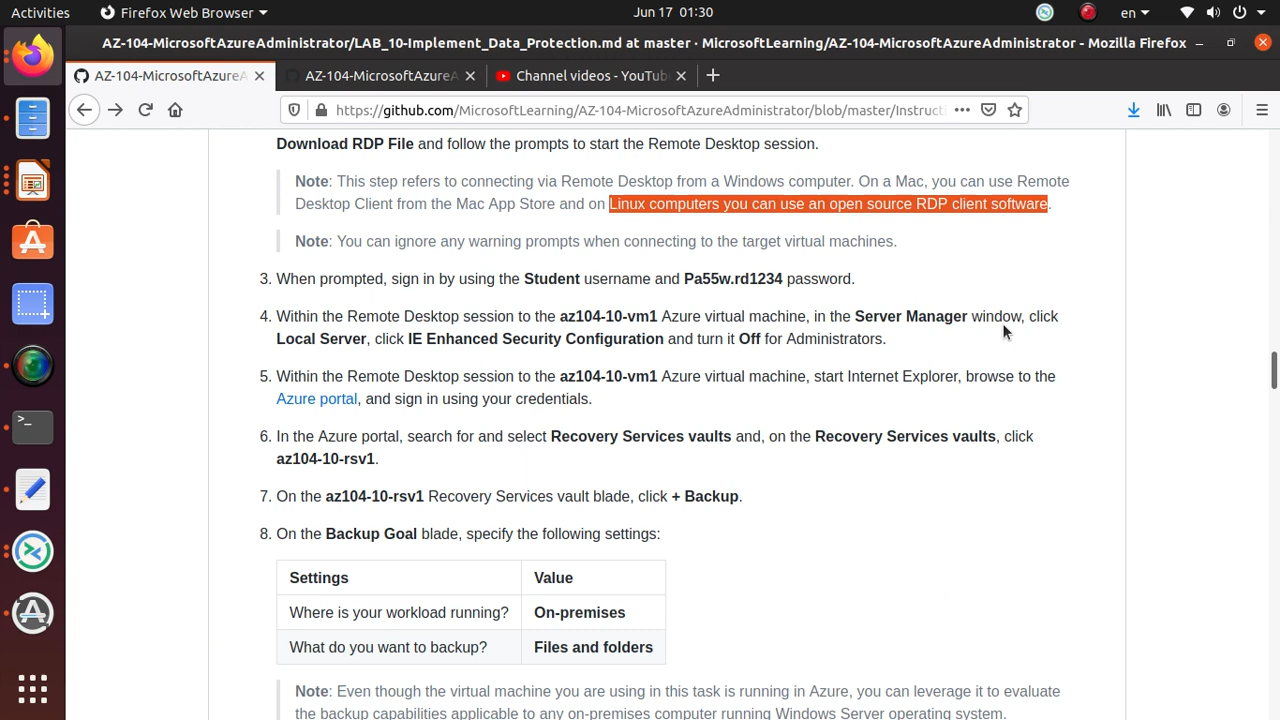 Activities
Firefox Web Browser
Jun 17 01:30
en
AZ-104-MicrosoftAzureAdministrator/LAB_10-Implement_Data_Protection.md at master · MicrosoftLearning/AZ-104-MicrosoftAzureAdministrator - Mozilla Firefox
AZ-104-MicrosoftAzureA
AZ-104-MicrosoftAzureA
Channel videos - YouTub
https://github.com/MicrosoftLearning/AZ-104-MicrosoftAzureAdministrator/blob/master/Instruct
Download RDP File and follow the prompts to start the Remote Desktop session.
Note: This step refers to connecting via Remote Desktop from a Windows computer. On a Mac, you can use Remote
Desktop Client from the Mac App Store and on Linux computers you can use an open source RDP client software.
Note: You can ignore any warning prompts when connecting to the target virtual machines.
3. When prompted, sign in by using the Student username and Pa55w.rd1234 password.
4. Within the Remote Desktop session to the az104-10-vm1 Azure virtual machine, in the Server Manager window, click
Local Server, click IE Enhanced Security Configuration and turn it Off for Administrators.
5. Within the Remote Desktop session to the az104-10-vm1 Azure virtual machine, start Internet Explorer, browse to the
Azure portal, and sign in using your credentials.
6. In the Azure portal, search for and select Recovery Services vaults and, on the Recovery Services vaults, click
az104-10-rsv1.
7. On the az104-10-rsv1 Recovery Services vault blade, click + Backup.
8. On the Backup Goal blade, specify the following settings:
Settings Value
Where is your workload running? On-premises
What do you want to backup? Files and folders
Note: Even though the virtual machine you are using in this task is running in Azure, you can leverage it to evaluate
the backup capabilities applicable to any on-premises computer running Windows Server operating system.